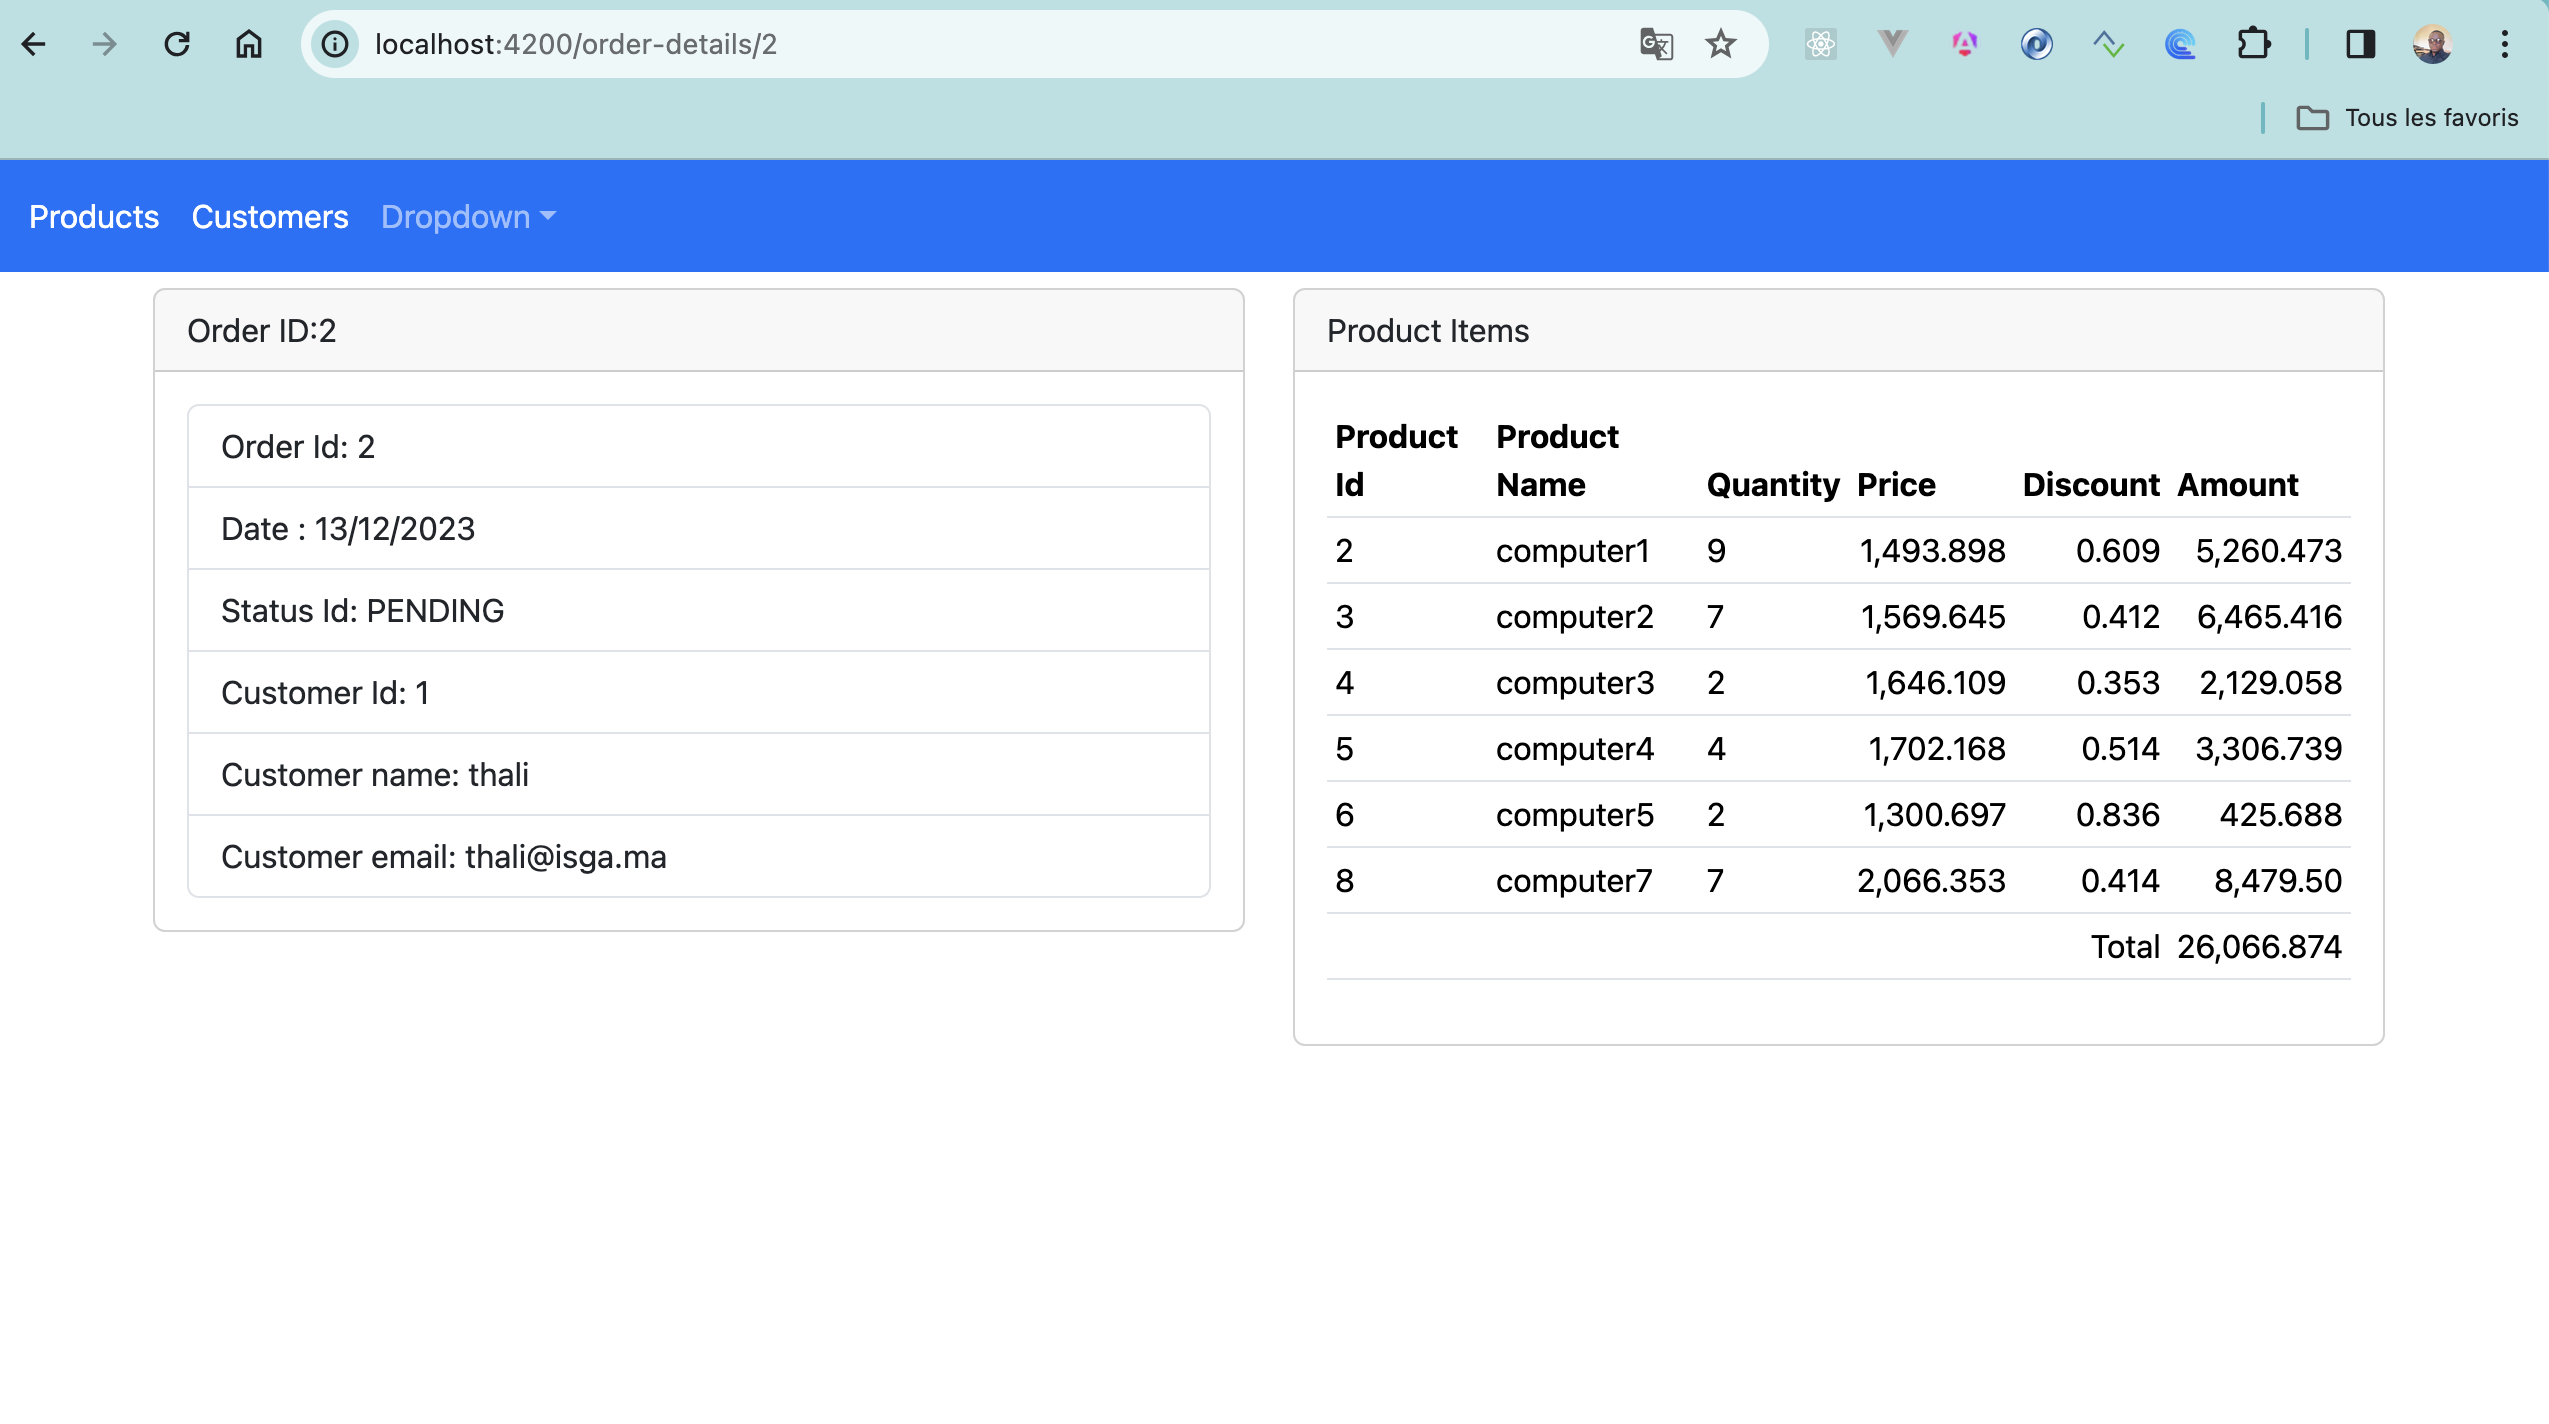 localhost:4200/order-details/2
Tous les favoris
Products Customers Dropdown
Order ID:2
Order Id: 2
Date : 13/12/2023
Status Id: PENDING
Customer Id: 1
Customer name: thali
Customer email: thali@isga.ma
Product Items
Product Id Product Name Quantity Price Discount Amount
2 computer1 9 1,493.898 0.609 5,260.473
3 computer2 7 1,569.645 0.412 6,465.416
4 computer3 2 1,646.109 0.353 2,129.058
5 computer4 4 1,702.168 0.514 3,306.739
6 computer5 2 1,300.697 0.836 425.688
8 computer7 7 2,066.353 0.414 8,479.50
Total 26,066.874